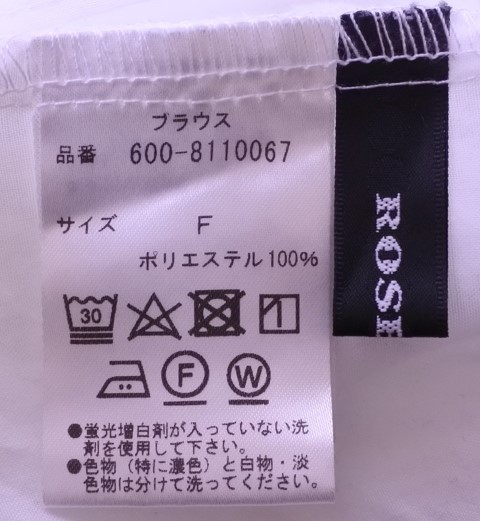 ブラウス
品番 600-8110067
サイズ F
ポリエステル100%
30
F W
●蛍光増白剤が入っていない洗
剤を使用して下さい。
●色物（特に濃色）と白物・淡
色物は分けて洗ってください。
ROSE